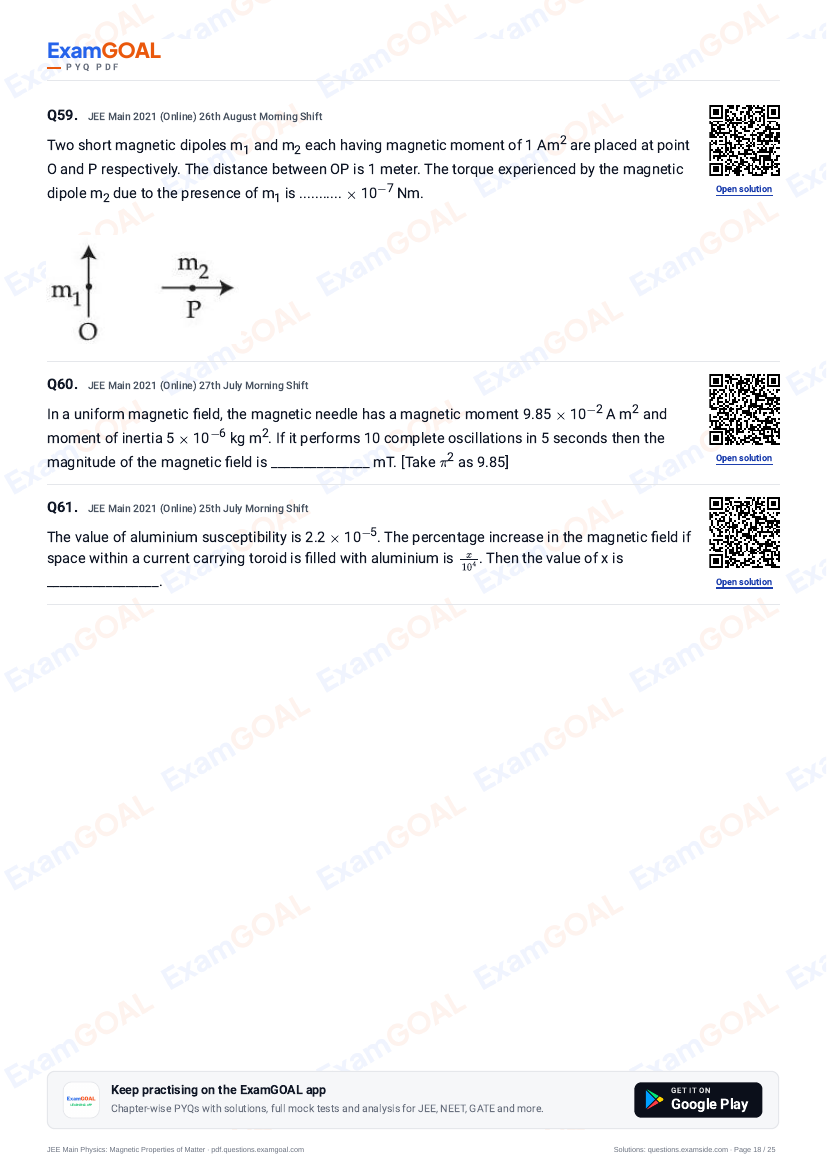 ExamGOAL
PYQ PDF
Q59. JEE Main 2021 (Online) 26th August Morning Shift
Two short magnetic dipoles m₁ and m₂ each having magnetic moment of 1 Am² are placed at point
O and P respectively. The distance between OP is 1 meter. The torque experienced by the magnetic
dipole m₂ due to the presence of m₁ is ........... × 10⁻⁷ Nm.
Open solution
m₂
m₁
P
O
Q60. JEE Main 2021 (Online) 27th July Morning Shift
In a uniform magnetic field, the magnetic needle has a magnetic moment 9.85 × 10⁻² A m² and
moment of inertia 5 × 10⁻⁶ kg m². If it performs 10 complete oscillations in 5 seconds then the
magnitude of the magnetic field is ______________ mT. [Take π² as 9.85]
Open solution
Q61. JEE Main 2021 (Online) 25th July Morning Shift
The value of aluminium susceptibility is 2.2 × 10⁻⁵. The percentage increase in the magnetic field if
space within a current carrying toroid is filled with aluminium is x/10⁴. Then the value of x is
________________.
Open solution
ExamGOAL
Keep practising on the ExamGOAL app
Chapter-wise PYQs with solutions, full mock tests and analysis for JEE, NEET, GATE and more.
GET IT ON
Google Play
JEE Main Physics: Magnetic Properties of Matter · pdf.questions.examgoal.com
Solutions: questions.examside.com · Page 18 / 25